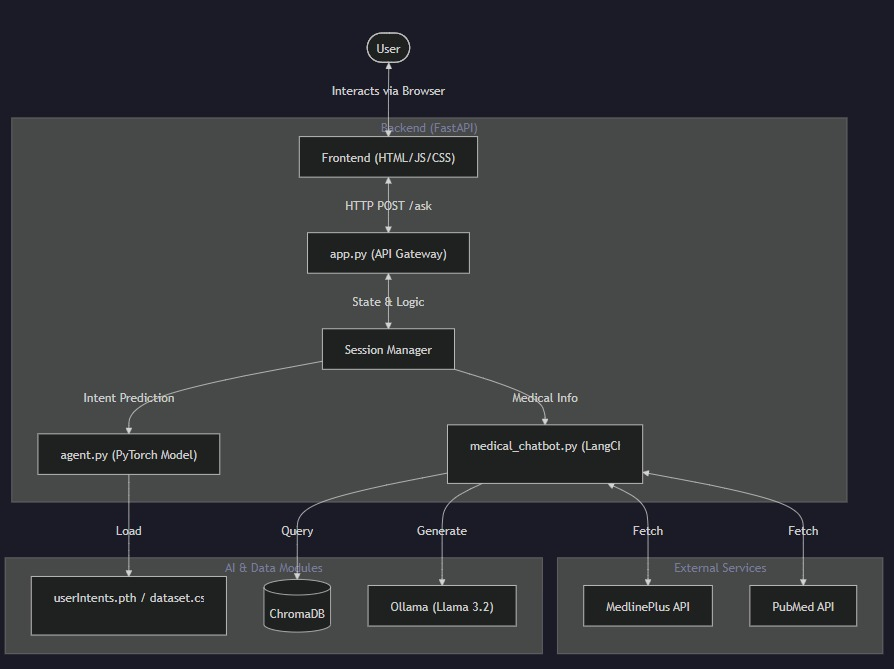 User
Interacts via Browser
Backend (FastAPI)
Frontend (HTML/JS/CSS)
HTTP POST /ask
app.py (API Gateway)
State & Logic
Session Manager
Intent Prediction
Medical Info
agent.py (PyTorch Model)
medical_chatbot.py (LangCl
Load
Query
Generate
Fetch
Fetch
AI & Data Modules
External Services
userIntents.pth / dataset.cs
ChromaDB
Ollama (Llama 3.2)
MedlinePlus API
PubMed API